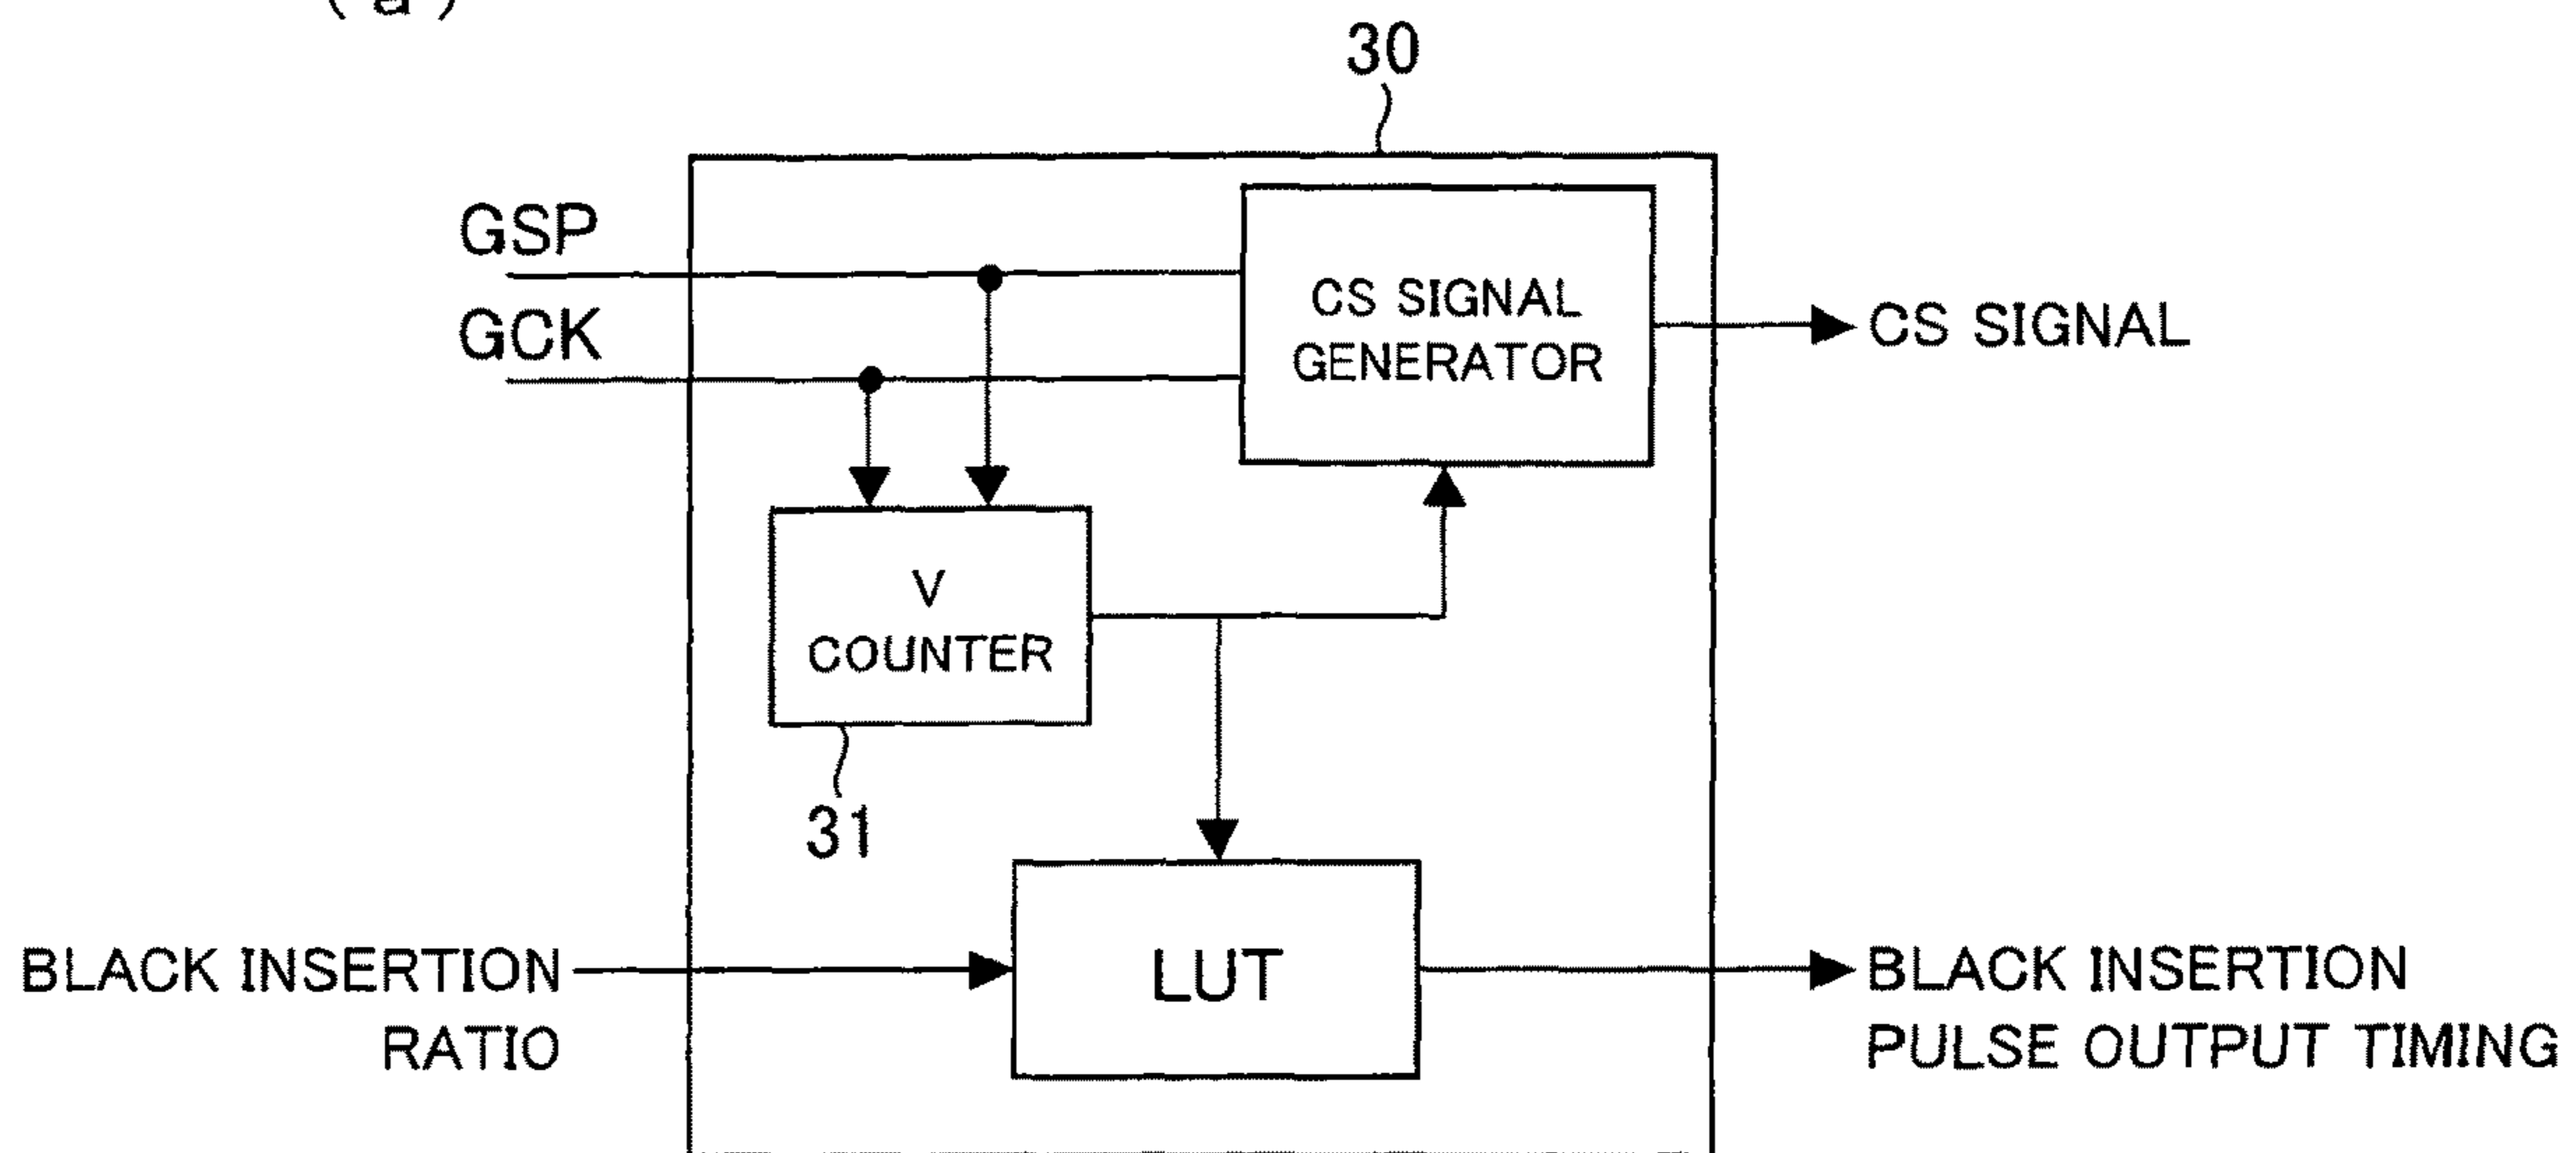 (a)
30
GSP
GCK
CS SIGNAL
GENERATOR
CS SIGNAL
V
COUNTER
31
BLACK INSERTION
RATIO
LUT
BLACK INSERTION
PULSE OUTPUT TIMING